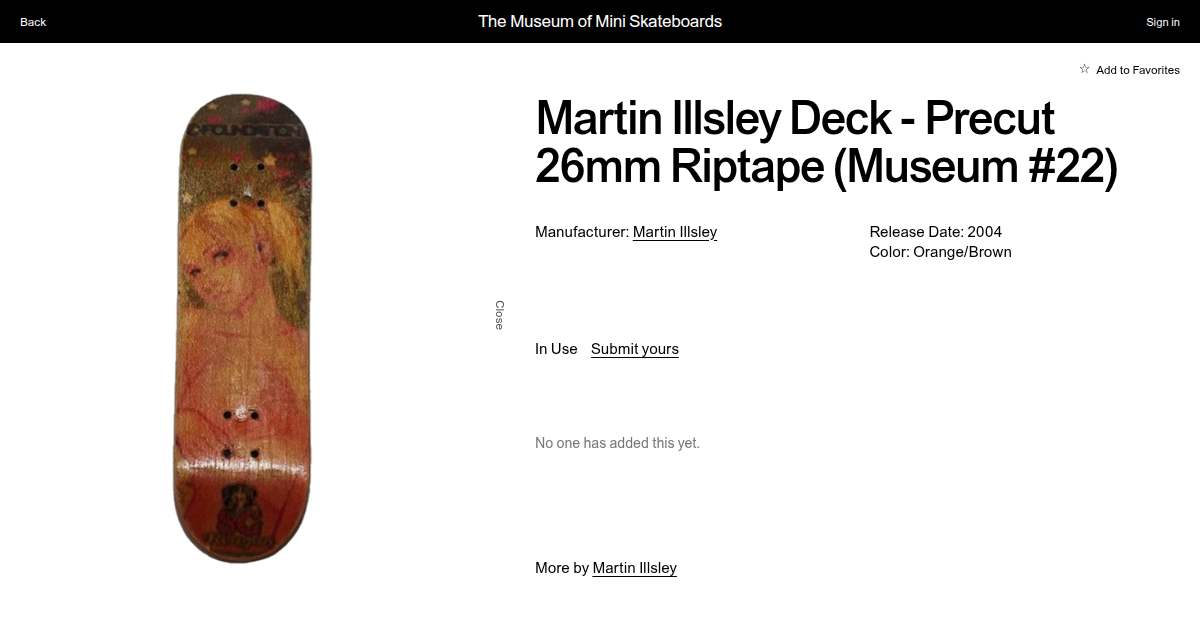 Back
The Museum of Mini Skateboards
Sign in
☆ Add to Favorites
Martin Illsley Deck - Precut
26mm Riptape (Museum #22)
Manufacturer: Martin Illsley
Release Date: 2004
Color: Orange/Brown
Close
In Use Submit yours
No one has added this yet.
More by Martin Illsley
FOUNDATION